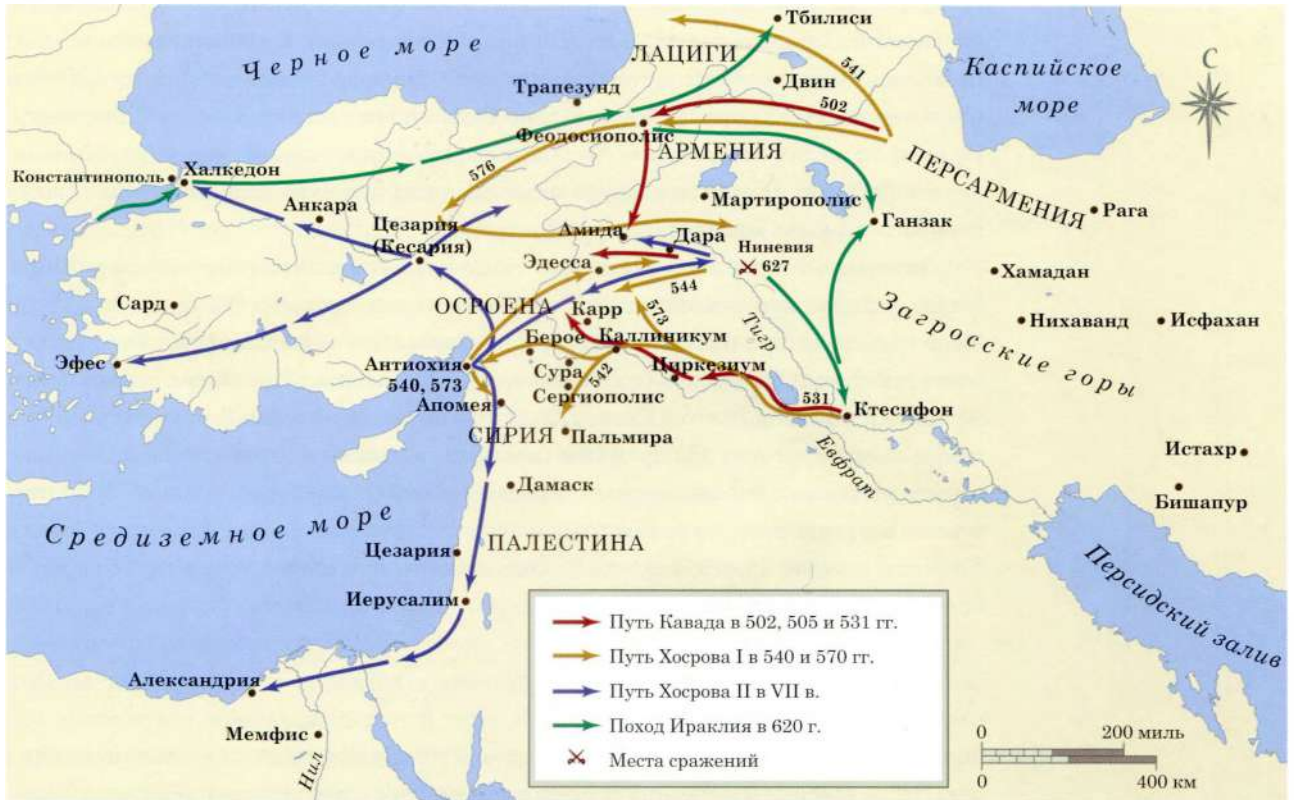 Тбилиси
Черное море
ЛАЦИГИ
Каспийское
море
С
541
Двин
Трапезунд
502
Феодосиополис
АРМЕНИЯ
ПЕРСАРМЕНИЯ
Константинополь
Халкедон
576
Мартирополис
Рага
Анкара
Ганзак
Цезария
(Кесария)
Амида
Дара
Ниневия
627
Эдесса
Хамадан
544
Сард
ОСРОЕНА
Карр
573
Загросские горы
Нихаванд
Исфахан
Тигр
Берое
Каллиникум
Эфес
Антиохия
540, 573
Сура
542
Циркезиум
Сергиополис
531
Апомея
Ктесифон
СИРИЯ
Пальмира
Евфрат
Истахр
Дамаск
Бишапур
Средиземное море
Цезария
ПАЛЕСТИНА
Иерусалим
Персидский залив
Путь Кавада в 502, 505 и 531 гг.
Путь Хосрова I в 540 и 570 гг.
Путь Хосрова II в VII в.
Поход Ираклия в 620 г.
Места сражений
Александрия
Мемфис
Нил
0 200 миль
0 400 км